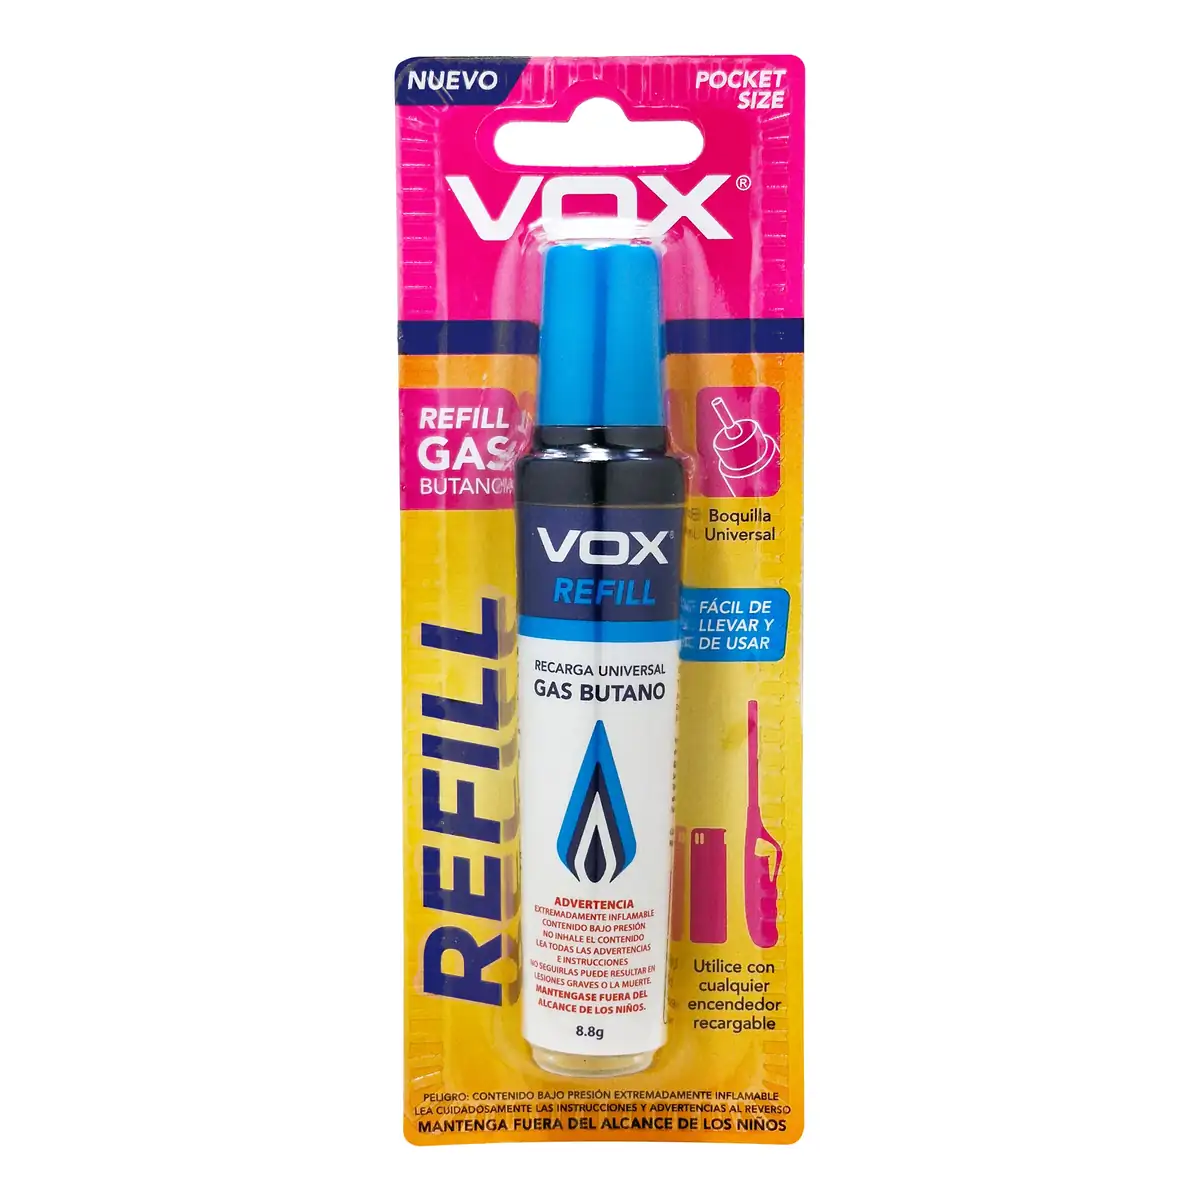 NUEVO
POCKET
SIZE
VOX®
REFILL
GAS
BUTANO
Boquilla
Universal
FÁCIL DE
LLEVAR Y
DE USAR
REFILL
VOX®
REFILL
RECARGA UNIVERSAL
GAS BUTANO
ADVERTENCIA
EXTREMADAMENTE INFLAMABLE
CONTENIDO BAJO PRESIÓN
NO INHALE EL CONTENIDO
LEA TODAS LAS ADVERTENCIAS
E INSTRUCCIONES
NO SEGUIRLAS PUEDE RESULTAR EN
LESIONES GRAVES O LA MUERTE.
MANTENGASE FUERA DEL
ALCANCE DE LOS NIÑOS.
8.8g
Utilice con
cualquier
encendedor
recargable
PELIGRO: CONTENIDO BAJO PRESIÓN EXTREMADAMENTE INFLAMABLE
LEA CUIDADOSAMENTE LAS INSTRUCCIONES Y ADVERTENCIAS AL REVERSO
MANTENGA FUERA DEL ALCANCE DE LOS NIÑOS